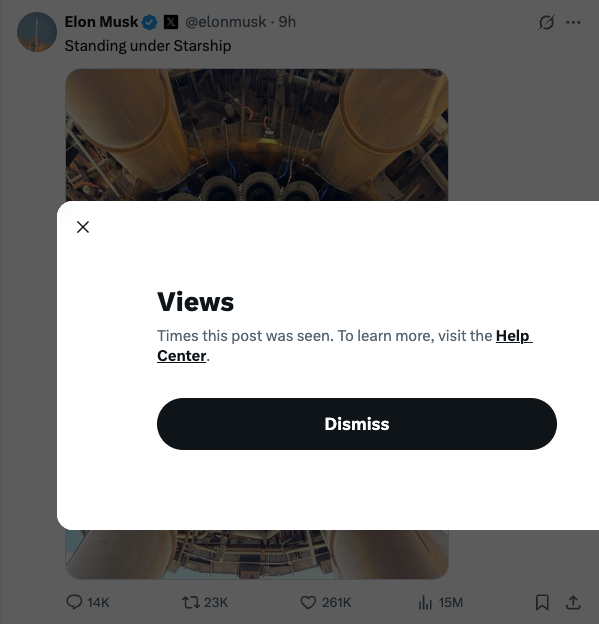 Elon Musk @elonmusk · 9h
Standing under Starship
Views
Times this post was seen. To learn more, visit the Help
Center.
Dismiss
14K 23K 261K 15M